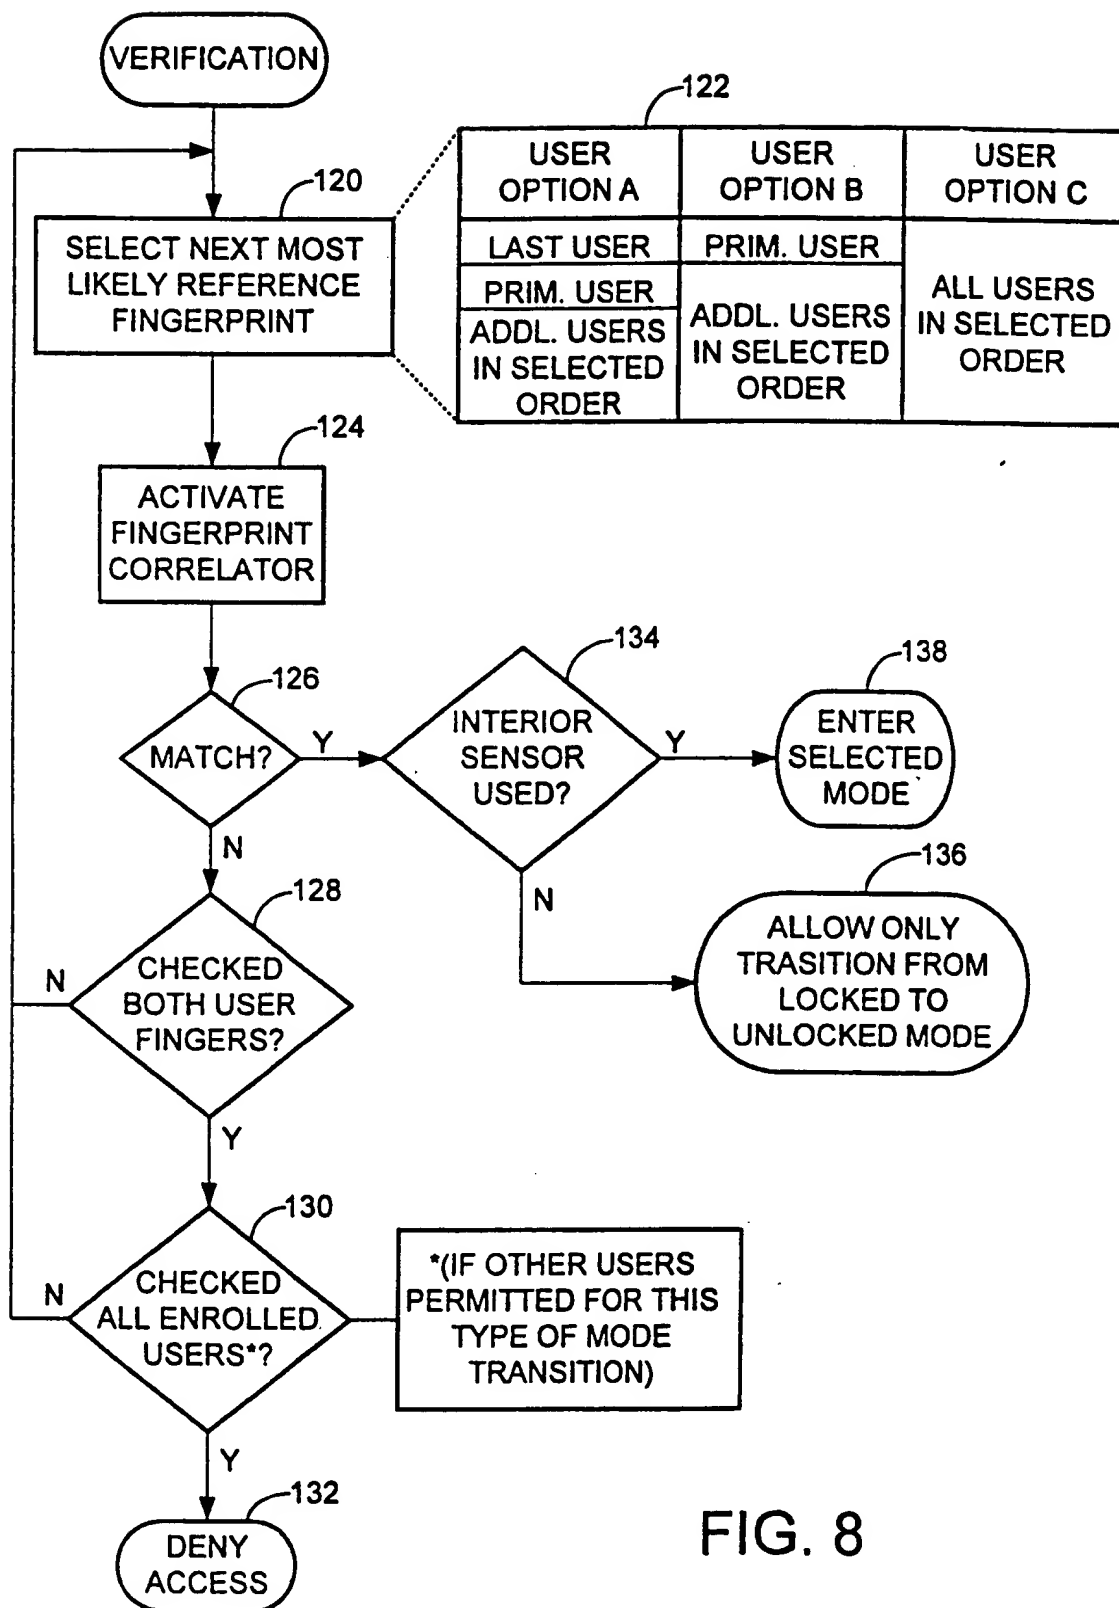 VERIFICATION
122
120
SELECT NEXT MOST
LIKELY REFERENCE
FINGERPRINT
USER
OPTION A
USER
OPTION B
USER
OPTION C
LAST USER
PRIM. USER
PRIM. USER
ADDL. USERS
IN SELECTED
ORDER
ADDL. USERS
IN SELECTED
ORDER
ALL USERS
IN SELECTED
ORDER
124
ACTIVATE
FINGERPRINT
CORRELATOR
126
MATCH?
Y
N
134
INTERIOR
SENSOR
USED?
Y
N
138
ENTER
SELECTED
MODE
136
ALLOW ONLY
TRASITION FROM
LOCKED TO
UNLOCKED MODE
128
CHECKED
BOTH USER
FINGERS?
N
Y
130
CHECKED
ALL ENROLLED
USERS*?
N
Y
*(IF OTHER USERS
PERMITTED FOR THIS
TYPE OF MODE
TRANSITION)
132
DENY
ACCESS
FIG. 8